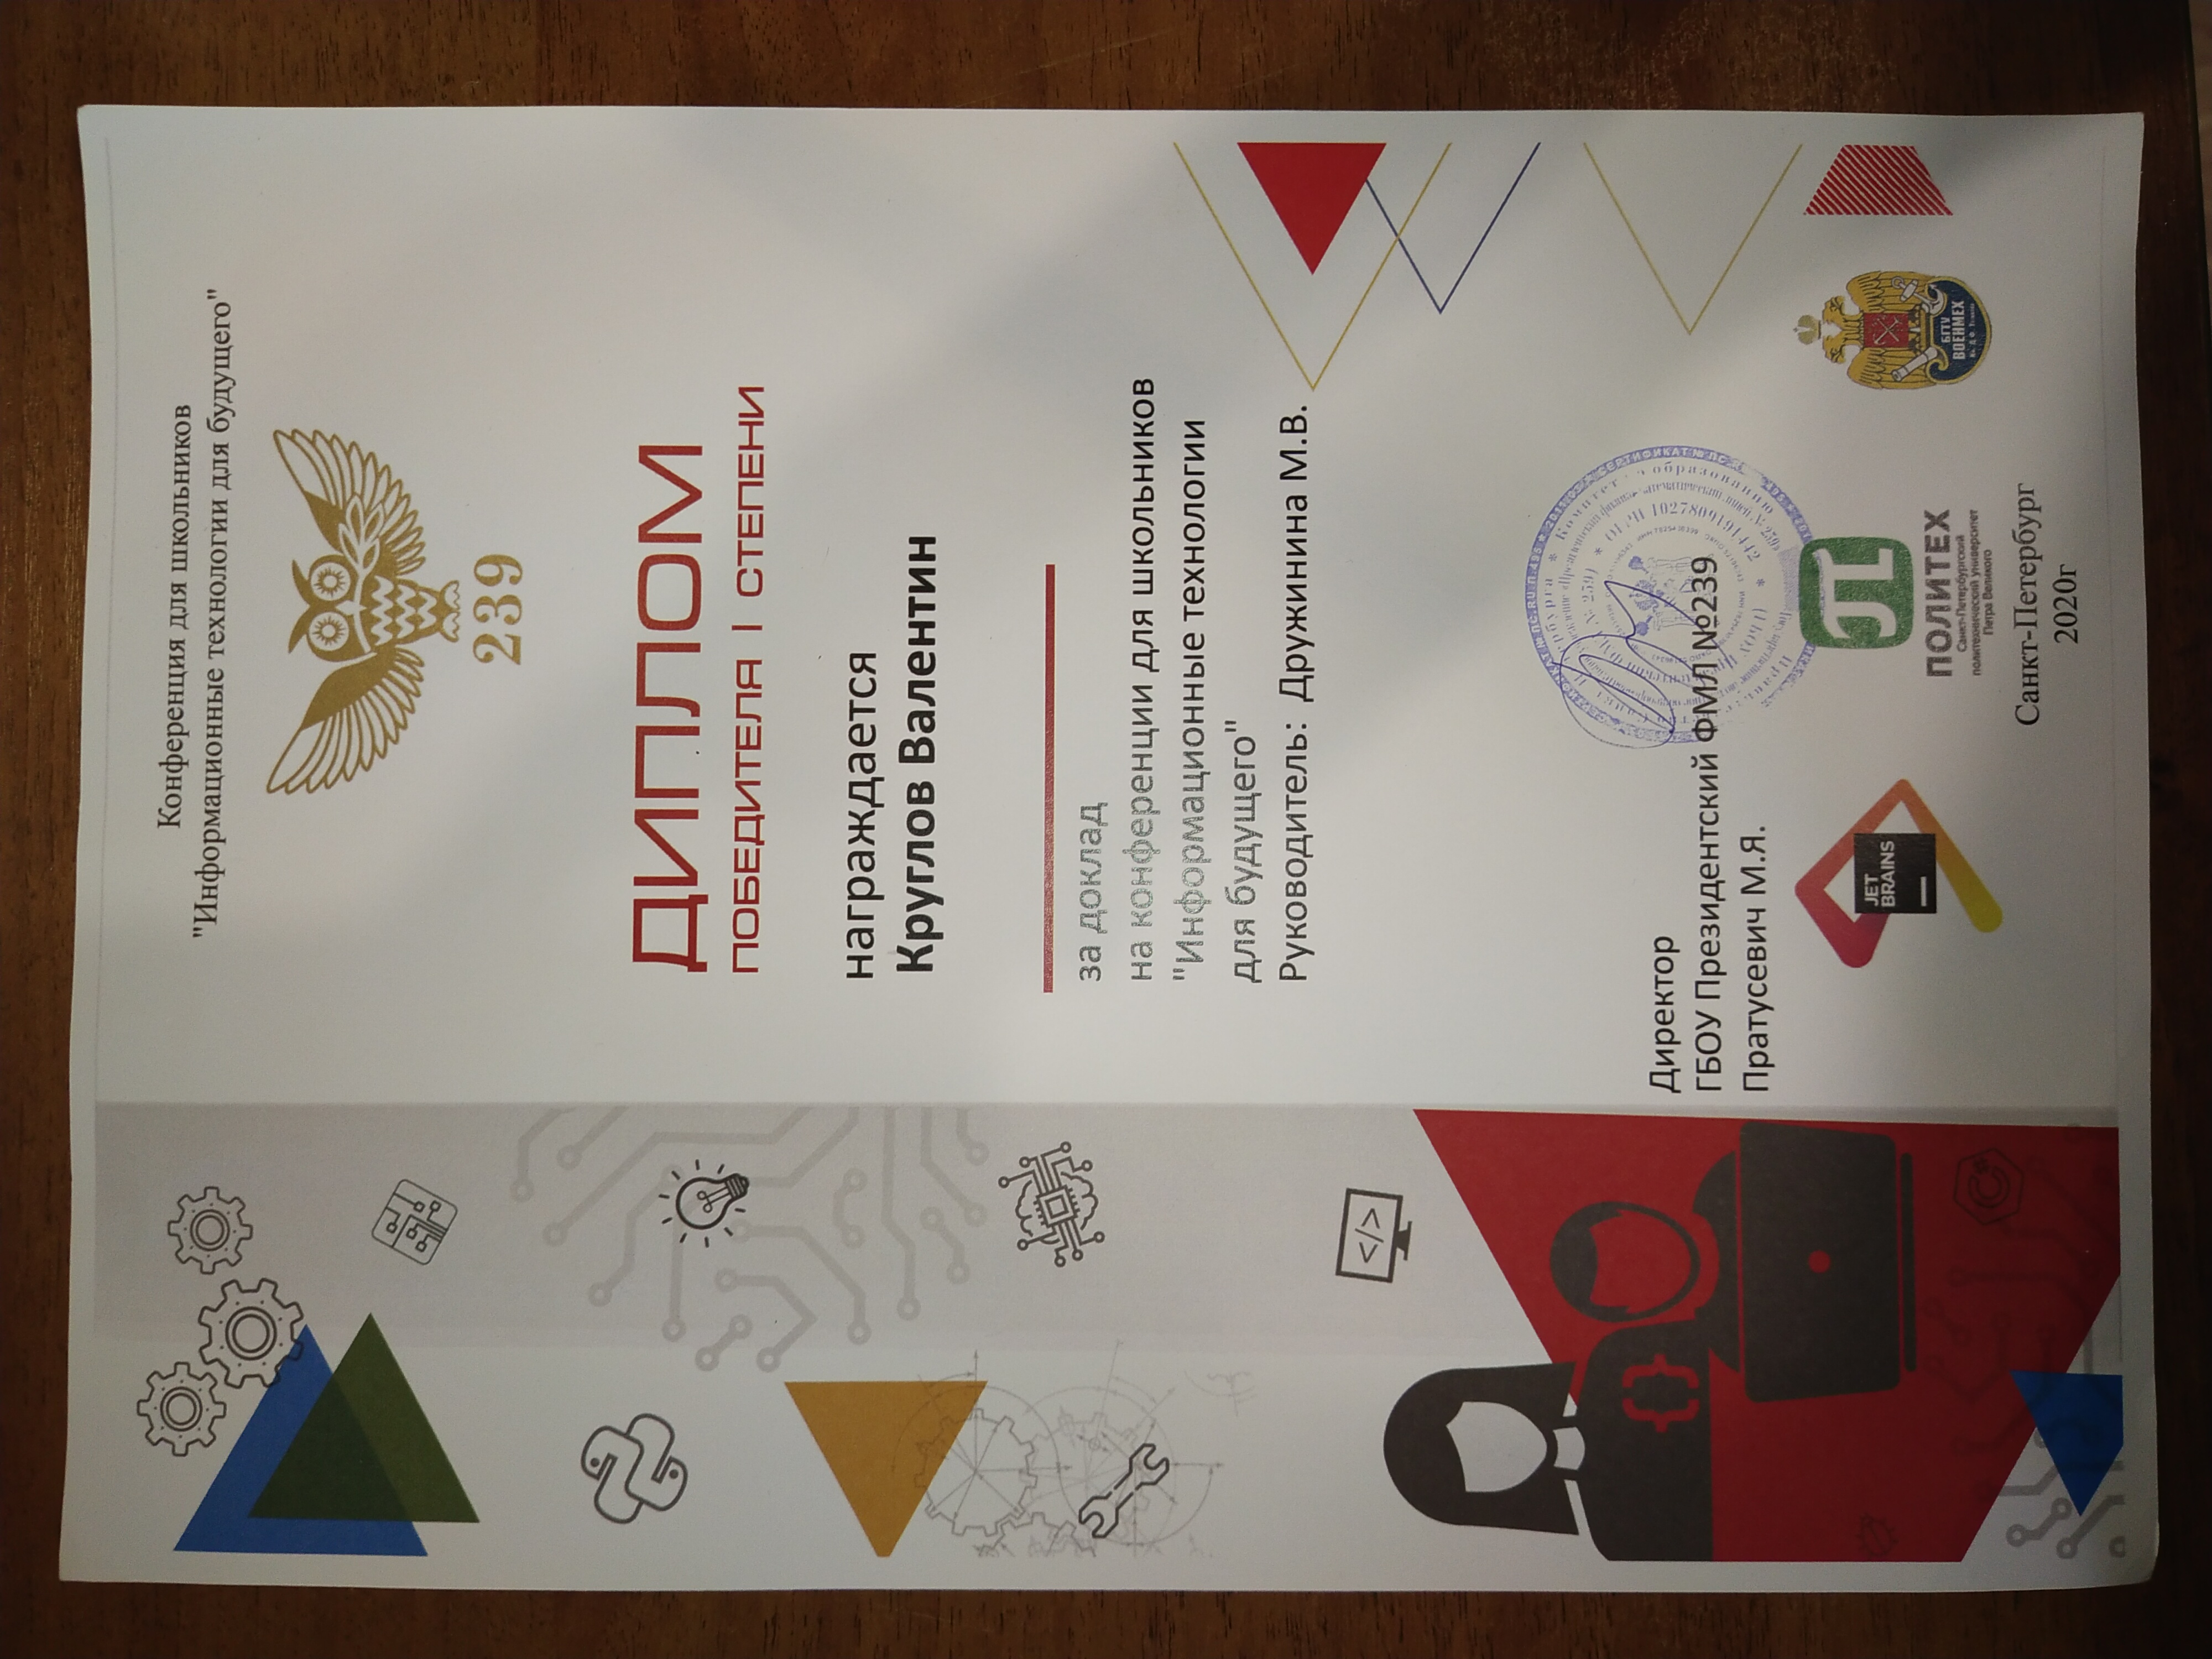 Конференция для школьников
"Информационные технологии для будущего"
239
ДИПЛОМ
ПОБЕДИТЕЛЯ I СТЕПЕНИ
награждается
Круглов Валентин
за доклад
на конференции для школьников
"Информационные технологии
для будущего"
Руководитель: Дружинина М.В.
</>
{}
Директор
ГБОУ Президентский ФМЛ №239
Пратусевич М.Я.
JET
BRAINS
ПОЛИТЕХ
Санкт-Петербургский
политехнический университет
Петра Великого
БГТУ
ВОЕНМЕХ
Санкт-Петербург
2020г